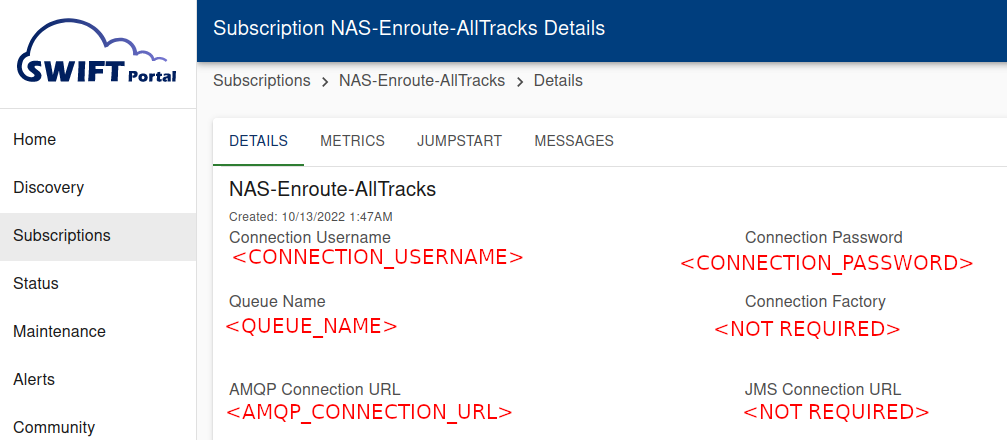 SWIFT Portal
Subscription NAS-Enroute-AllTracks Details
Subscriptions > NAS-Enroute-AllTracks > Details
Home
Discovery
Subscriptions
Status
Maintenance
Alerts
Community
DETAILS METRICS JUMPSTART MESSAGES
NAS-Enroute-AllTracks
Created: 10/13/2022 1:47AM
Connection Username
<CONNECTION_USERNAME>
Connection Password
<CONNECTION_PASSWORD>
Queue Name
<QUEUE_NAME>
Connection Factory
<NOT REQUIRED>
AMQP Connection URL
<AMQP_CONNECTION_URL>
JMS Connection URL
<NOT REQUIRED>